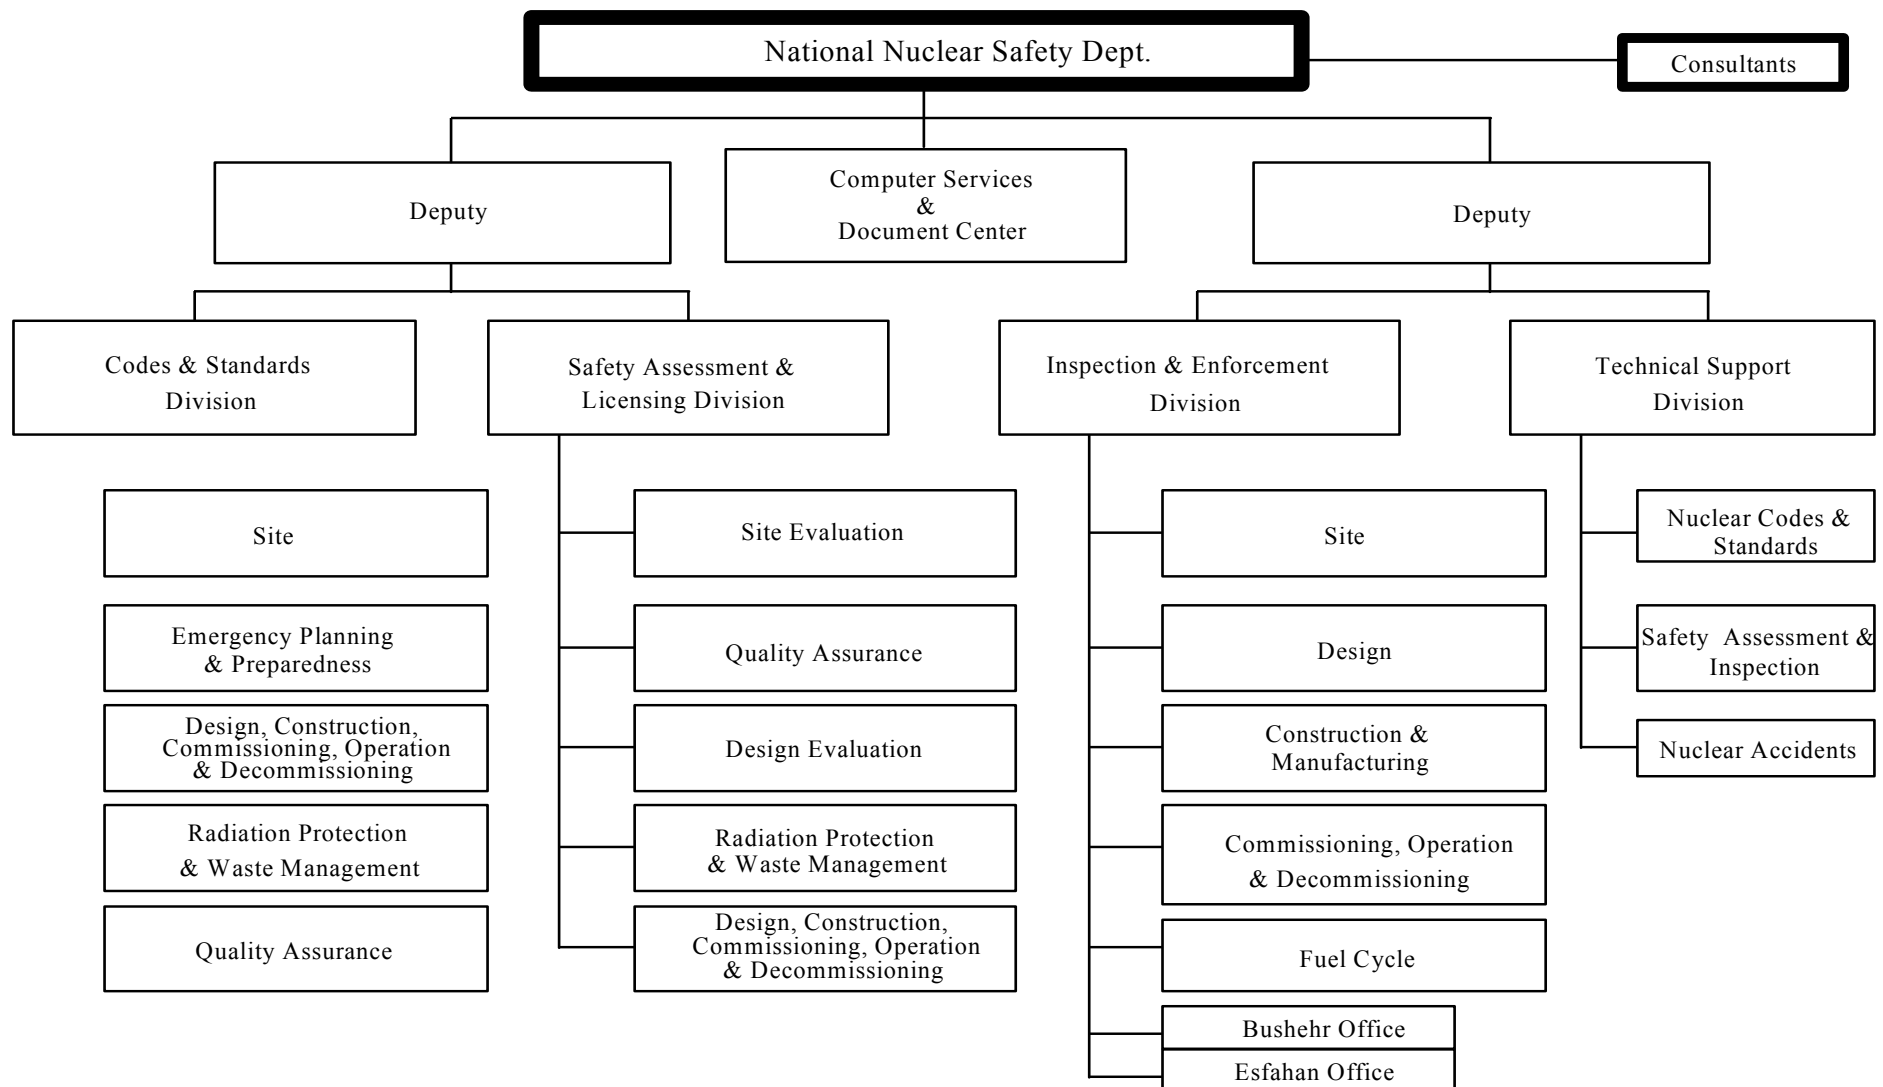 National Nuclear Safety Dept.
Consultants
Deputy
Computer Services
&
Document Center
Deputy
Codes & Standards
Division
Safety Assessment &
Licensing Division
Inspection & Enforcement
Division
Technical Support
Division
Site
Emergency Planning
& Preparedness
Design, Construction,
Commissioning, Operation
& Decommissioning
Radiation Protection
& Waste Management
Quality Assurance
Site Evaluation
Quality Assurance
Design Evaluation
Radiation Protection
& Waste Management
Design, Construction,
Commissioning, Operation
& Decommissioning
Site
Design
Construction &
Manufacturing
Commissioning, Operation
& Decommissioning
Fuel Cycle
Bushehr Office
Esfahan Office
Nuclear Codes &
Standards
Safety Assessment &
Inspection
Nuclear Accidents